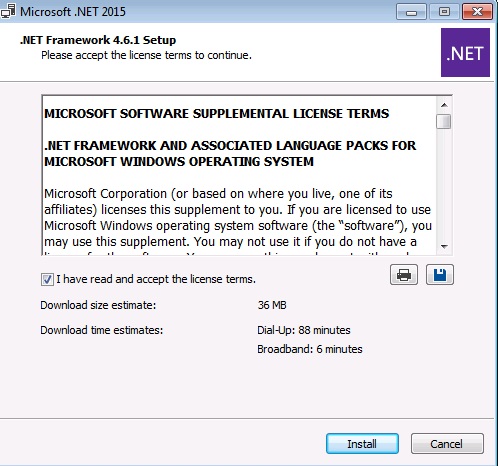 Microsoft .NET 2015
.NET Framework 4.6.1 Setup
Please accept the license terms to continue.
.NET
MICROSOFT SOFTWARE SUPPLEMENTAL LICENSE TERMS
.NET FRAMEWORK AND ASSOCIATED LANGUAGE PACKS FOR
MICROSOFT WINDOWS OPERATING SYSTEM
Microsoft Corporation (or based on where you live, one of its
affiliates) licenses this supplement to you. If you are licensed to use
Microsoft Windows operating system software (the “software”), you
may use this supplement. You may not use it if you do not have a
I have read and accept the license terms.
Download size estimate: 36 MB
Download time estimates: Dial-Up: 88 minutes
Broadband: 6 minutes
Install Cancel